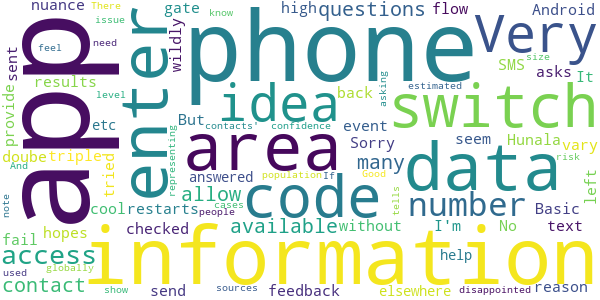 There nuance gate high questions flow Android
issue know
feel need wildly SMS size
app enter phone Very
level sent But back asking asks It
results idea switch
provide etc contacts' confidence event seem Hunala vary
doube triple tried representing area Sorry many data risk
answered population If Good
hopes allow code number Basic left
And cool restarts people cases tells No text
note fail checked available without I'm
access information help
used globally show sources disappointed
contact send feedback elsewhere reason
estimated